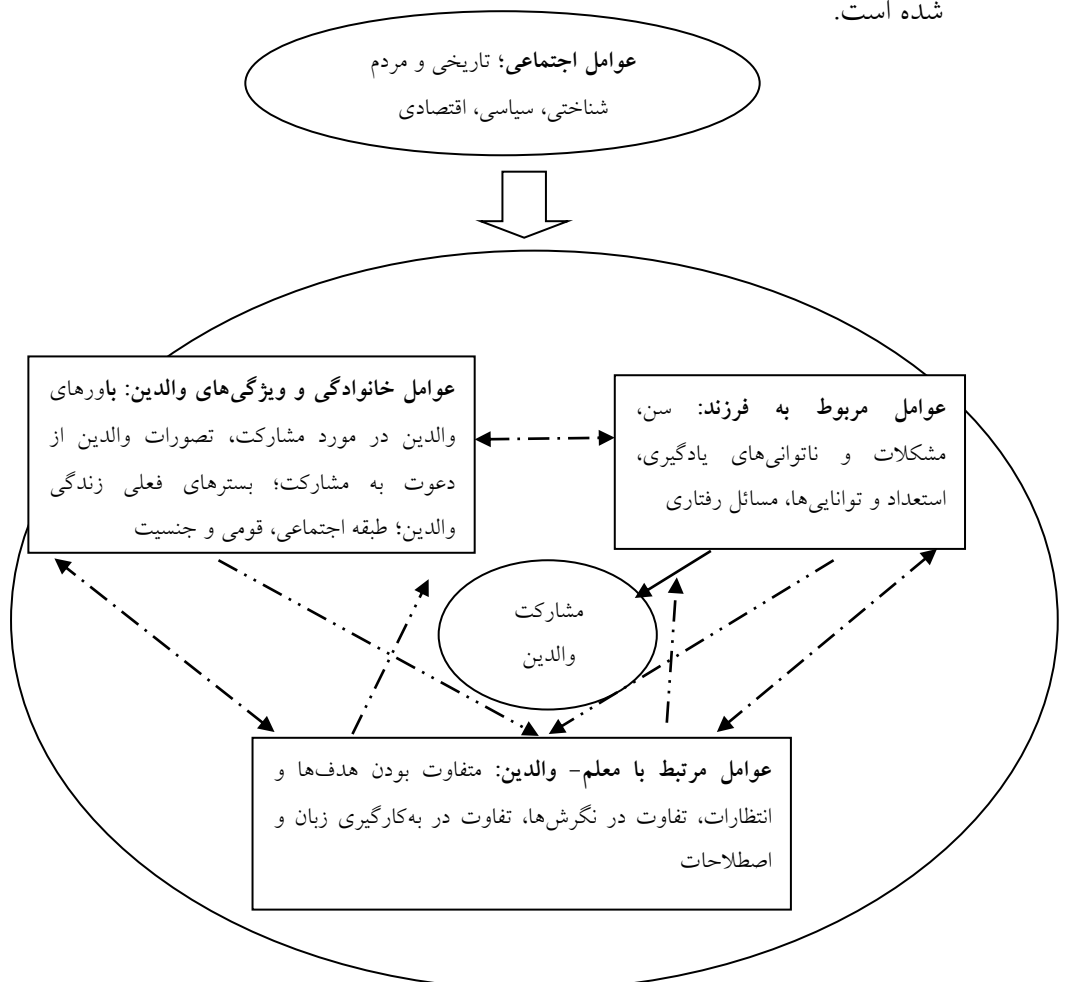 شده است.
عوامل اجتماعی؛ تاریخی و مردم
شناختی، سیاسی، اقتصادی
عوامل مربوط به فرزند: سن،
مشکلات و ناتوانی‌های یادگیری،
استعداد و توانایی‌ها، مسائل رفتاری
عوامل خانوادگی و ویژگی‌های والدین: باورهای
والدین در مورد مشارکت، تصورات والدین از
دعوت به مشارکت؛ بسترهای فعلی زندگی
والدین؛ طبقه اجتماعی، قومی و جنسیت
مشارکت
والدین
عوامل مرتبط با معلم- والدین: متفاوت بودن هدف‌ها و
انتظارات، تفاوت در نگرش‌ها، تفاوت در به‌کارگیری زبان و
اصطلاحات